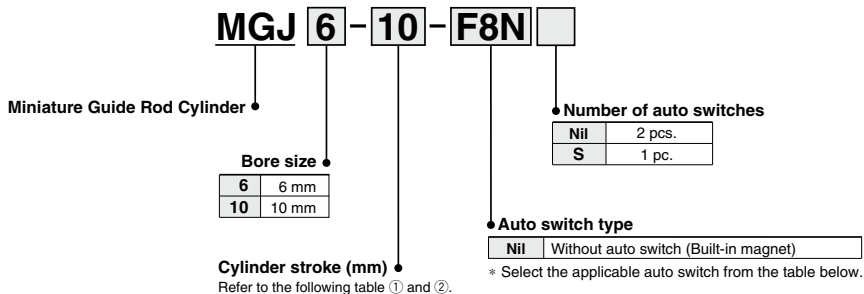 MGJ 6 - 10 - F8N
Miniature Guide Rod Cylinder
Number of auto switches
Nil 2 pcs.
S 1 pc.
Bore size
6 6 mm
10 10 mm
Auto switch type
Nil Without auto switch (Built-in magnet)
∗ Select the applicable auto switch from the table below.
Cylinder stroke (mm)
Refer to the following table ① and ②.